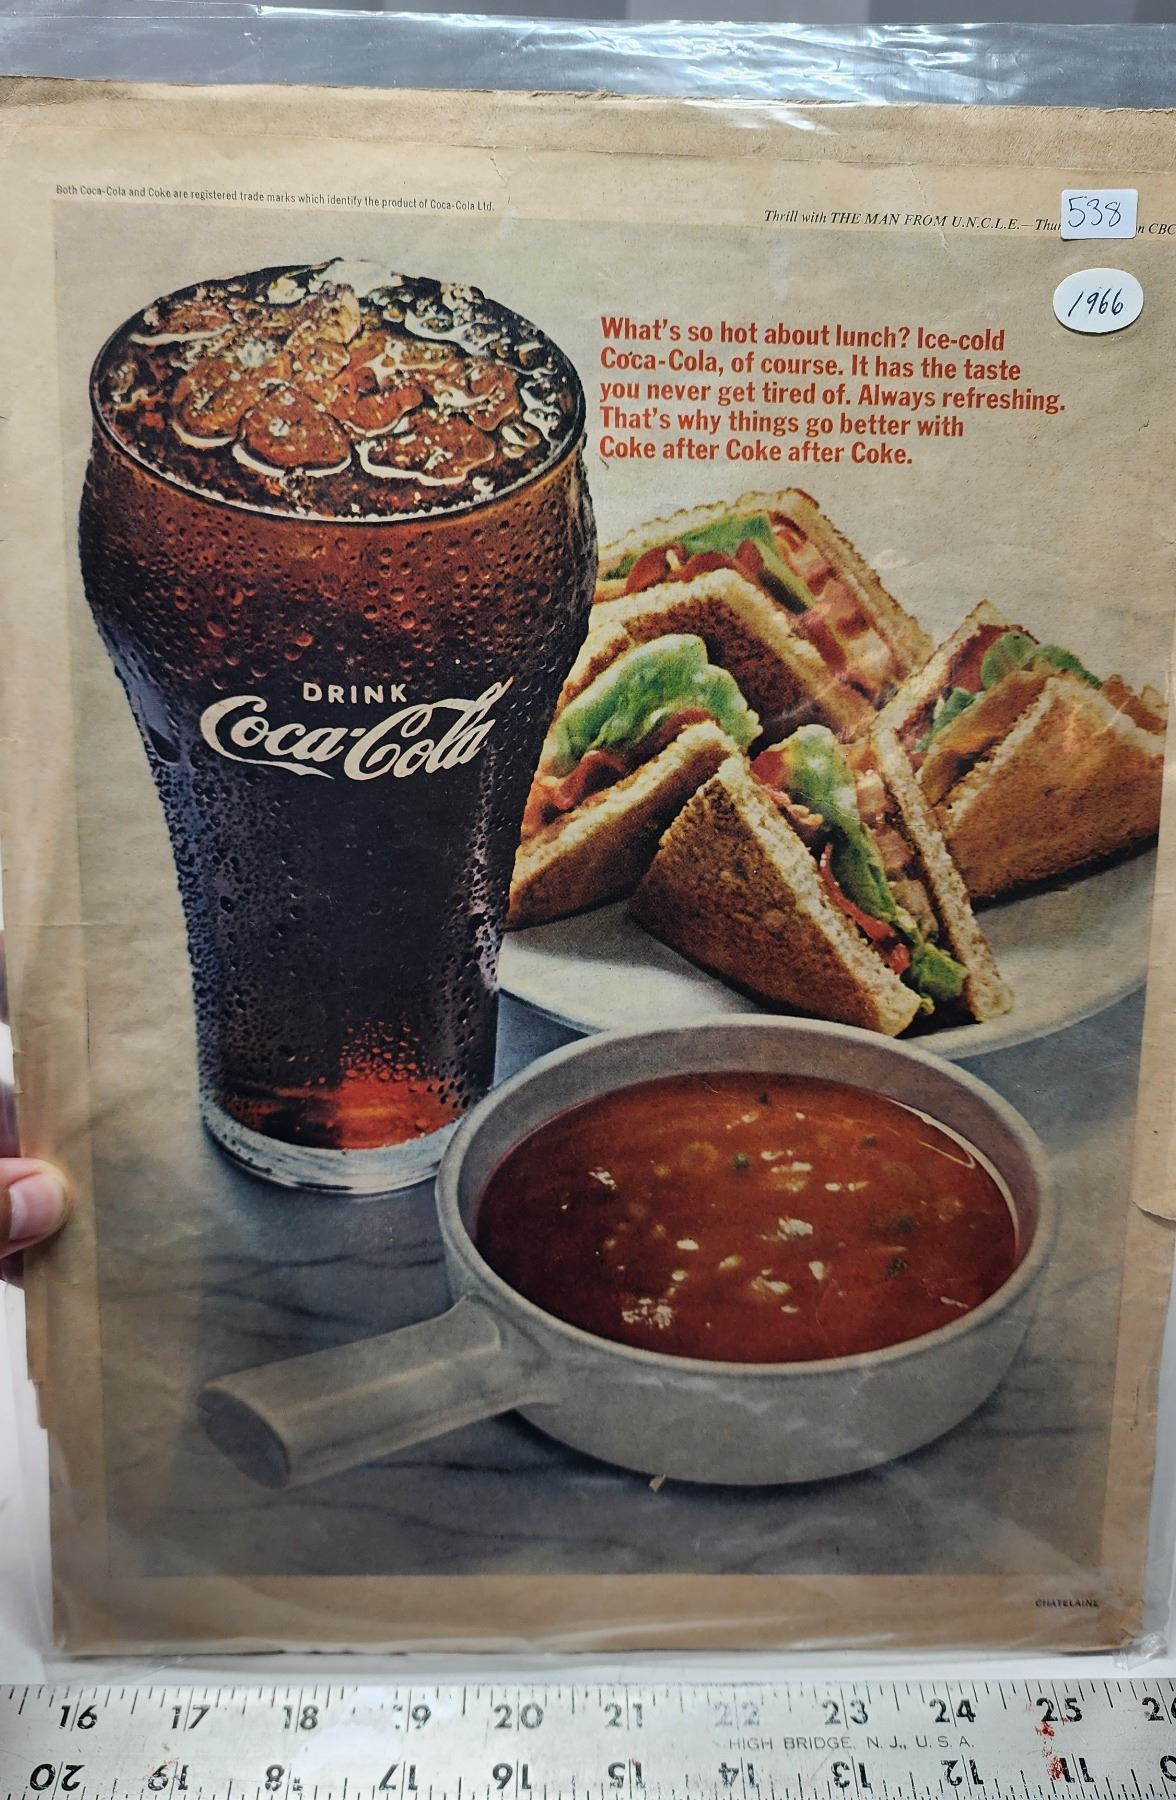 Both Coca-Cola and Coke are registered trade marks which identify the product of Coca-Cola Ltd.
Thrill with THE MAN FROM U.N.C.L.E.— CBC
538
1966
What's so hot about lunch? Ice-cold
Coca-Cola, of course. It has the taste
you never get tired of. Always refreshing.
That's why things go better with
Coke after Coke after Coke.
DRINK
Coca-Cola
CHATELAINE
16 17 18 19 20 21 22 23 24 25
HIGH BRIDGE, N.J., U.S.A.
20 19 18 17 16 15 14 13 12 11